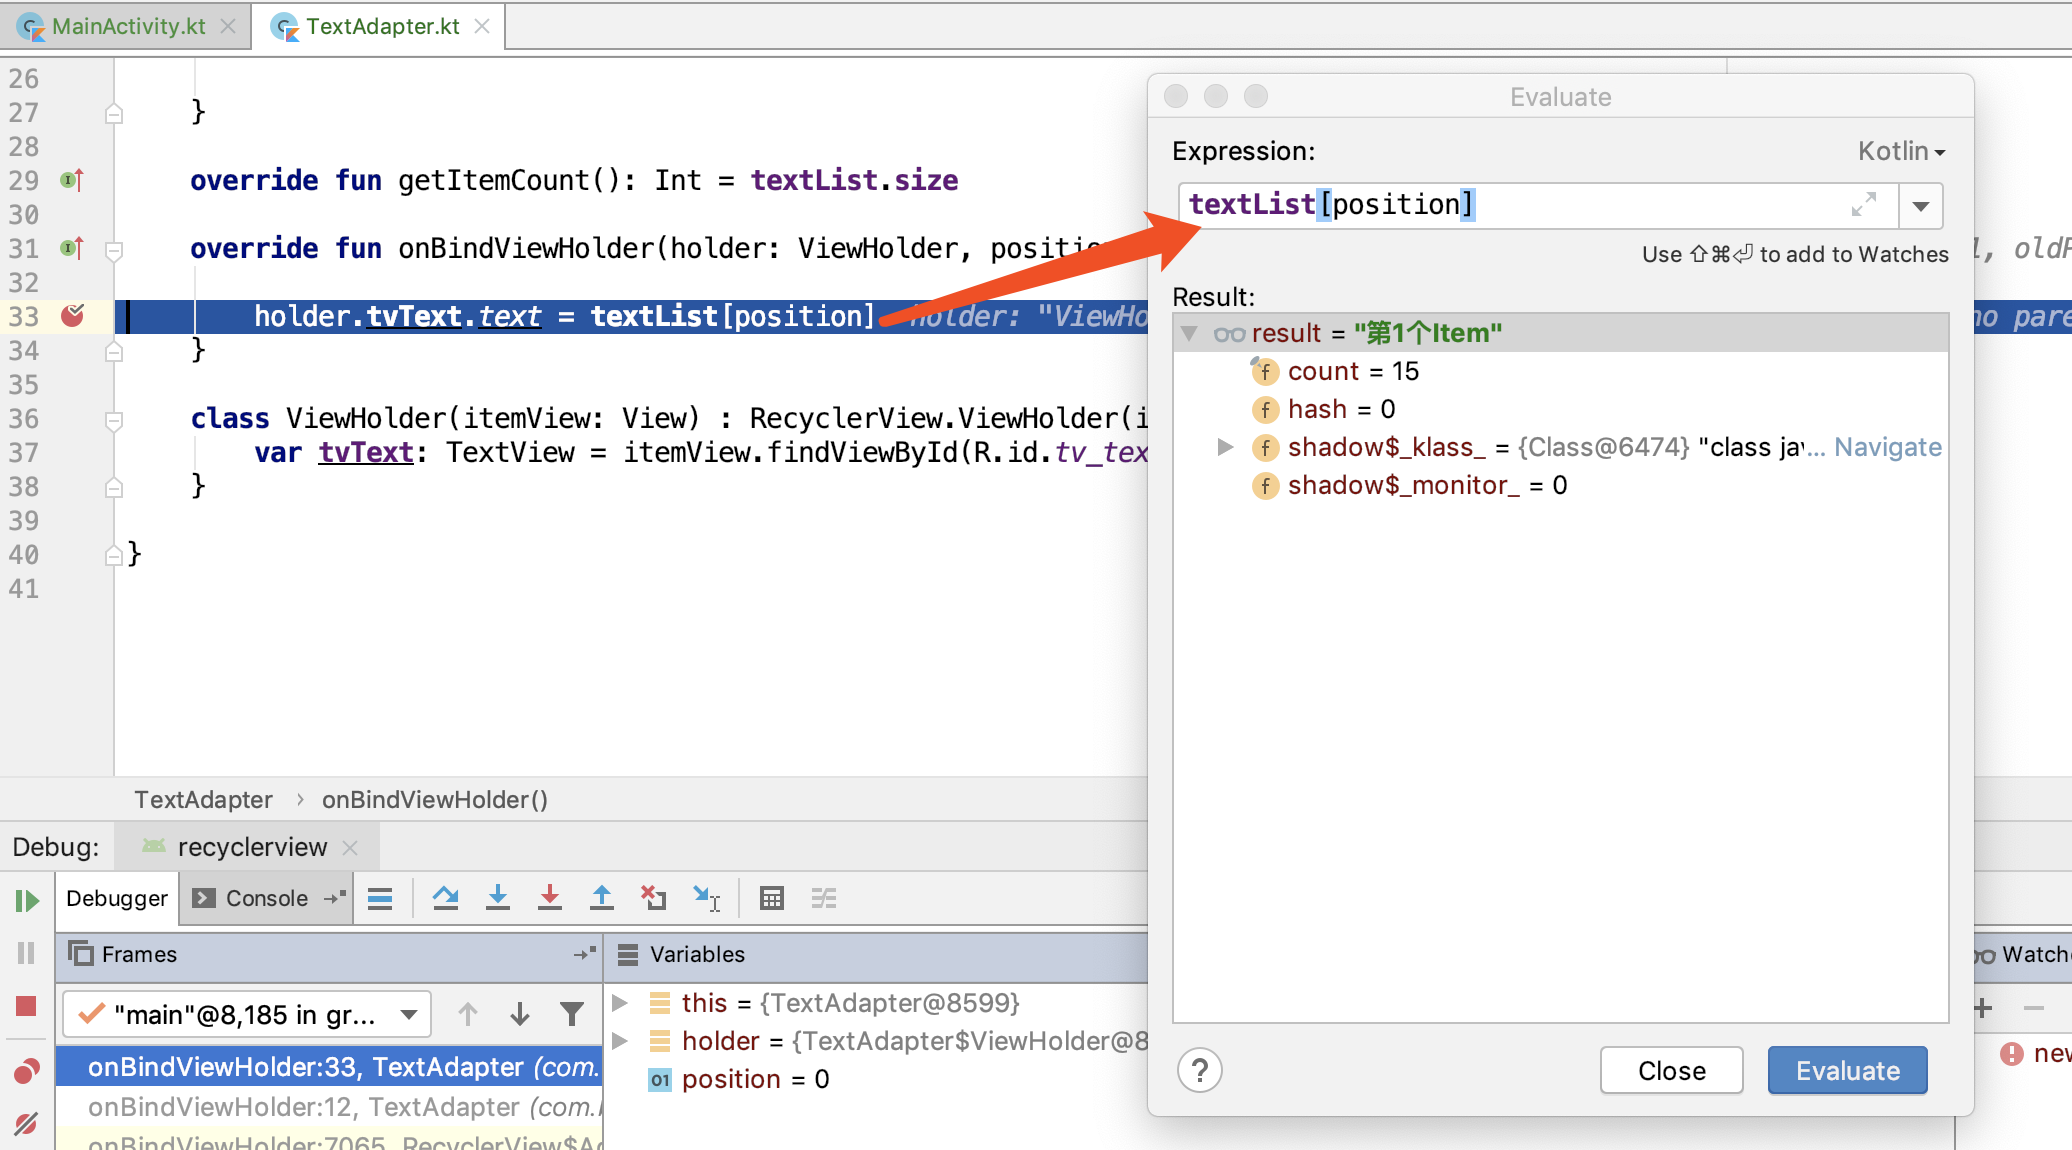 MainActivity.kt
TextAdapter.kt
26
27 }
28
29 override fun getItemCount(): Int = textList.size
30
31 override fun onBindViewHolder(holder: ViewHolder, position
32
33 holder.tvText.text = textList[position] holder: "ViewHo
34 }
35
36 class ViewHolder(itemView: View) : RecyclerView.ViewHolder(i
37 var tvText: TextView = itemView.findViewById(R.id.tv_tex
38 }
39
40 }
41
, oldP
no pare
Evaluate
Expression:
Kotlin
textList[position]
Use ⇧⌘⏎ to add to Watches
Result:
result = "第1个Item"
f count = 15
f hash = 0
f shadow$_klass_ = {Class@6474} "class jav... Navigate
f shadow$_monitor_ = 0
?
Close
Evaluate
TextAdapter › onBindViewHolder()
Debug:
recyclerview
Debugger
Console
Frames
Variables
Watche
"main"@8,185 in gr...
onBindViewHolder:33, TextAdapter (com.
onBindViewHolder:12, TextAdapter (com.
onBindViewHolder:7065, RecyclerView$Ad
this = {TextAdapter@8599}
holder = {TextAdapter$ViewHolder@8
01 position = 0
new